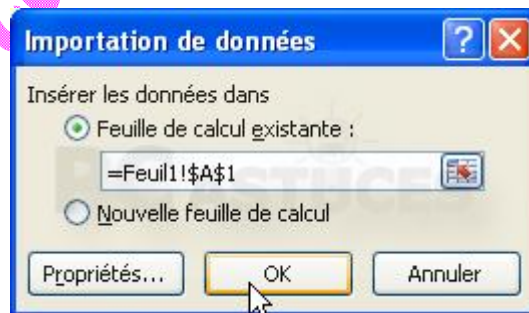 Importation de données
Insérer les données dans
Feuille de calcul existante :
=Feuil1!$A$1
Nouvelle feuille de calcul
Propriétés... OK Annuler
ASTUCES